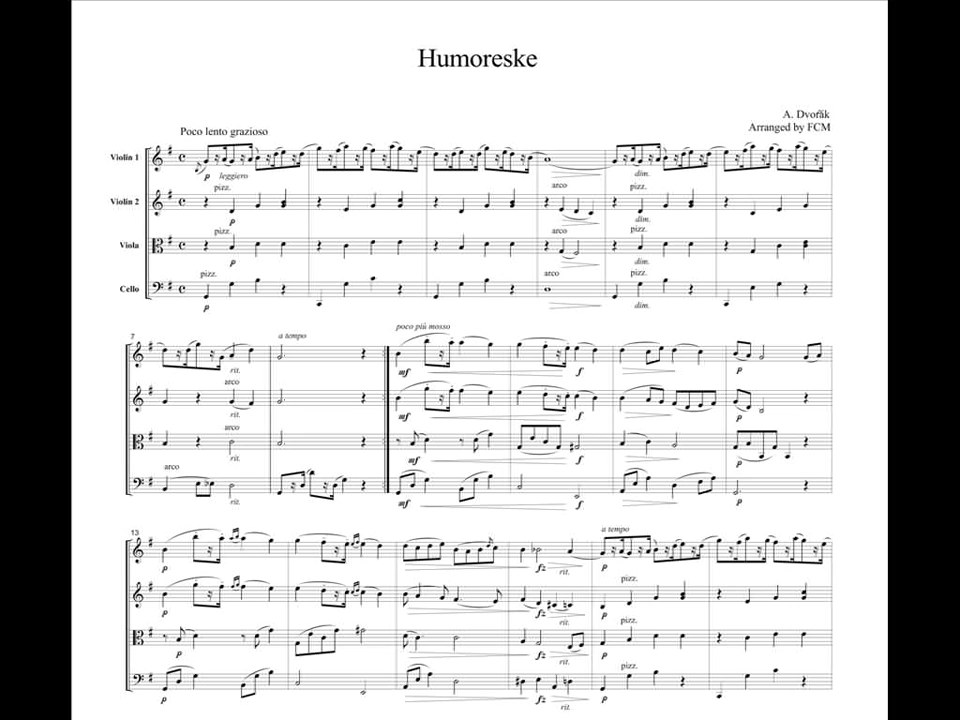 Humoreske
A. Dvořák
Arranged by FCM
Poco lento grazioso
Violin 1
p leggiero
dim.
pizz. arco pizz.
Violin 2
p dim.
pizz. arco pizz.
Viola
p dim.
pizz. arco pizz.
Cello
p dim.
7 a tempo poco più mosso
rit. mf f p
arco
rit. mf f p
arco
rit. mf f p
arco
rit. mf f p
13 a tempo
p fz rit. p
pizz.
p fz rit. p
pizz.
p fz rit. p
pizz.
p fz rit. p